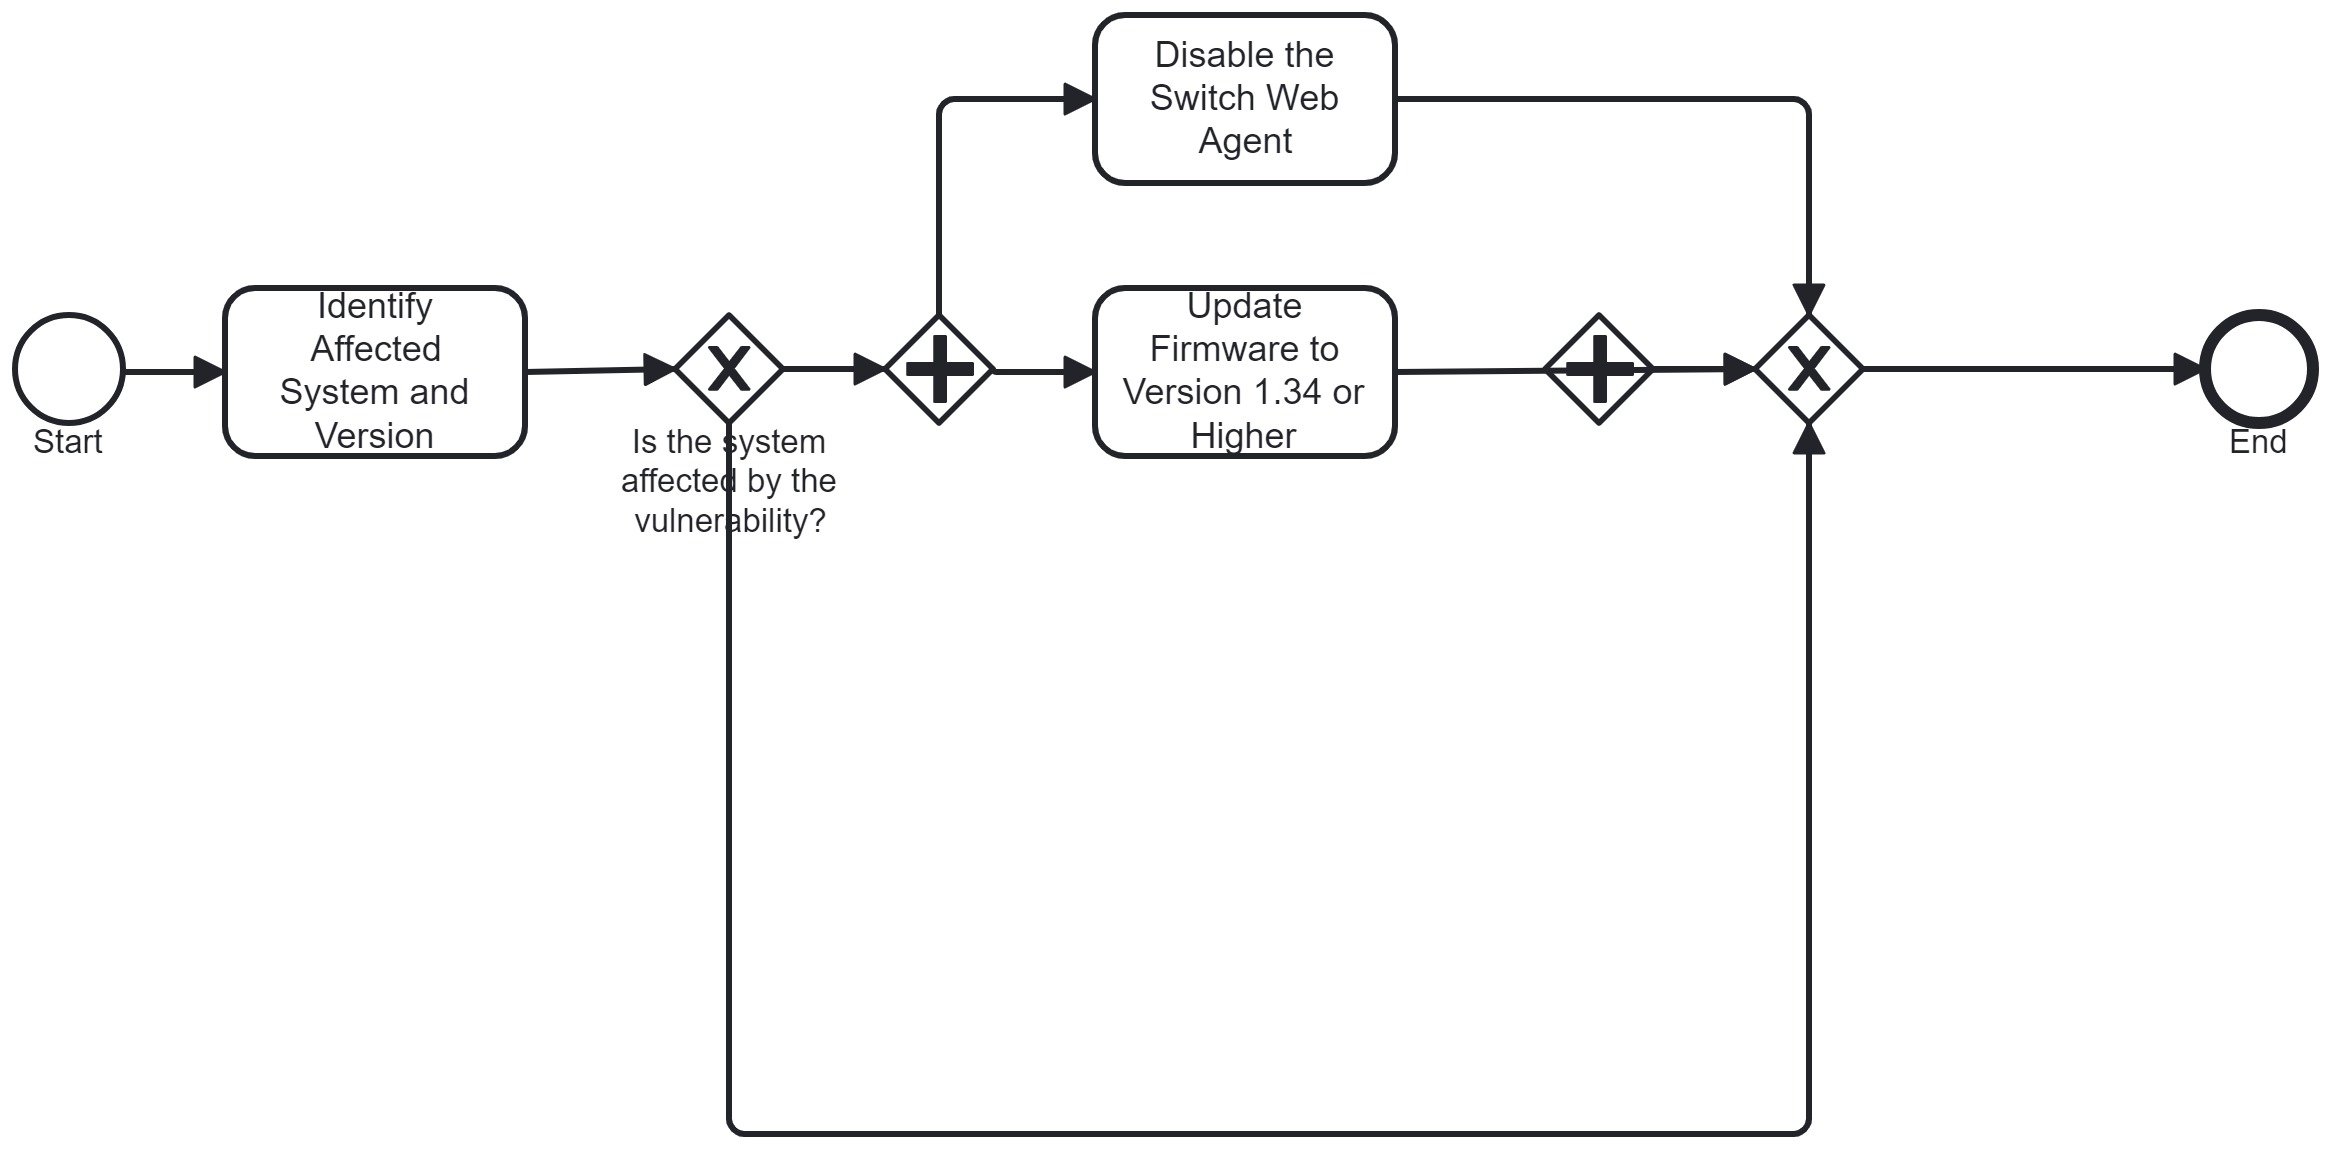 Disable the
Switch Web
Agent
Start
Identify
Affected
System and
Version
Is the system
affected by the
vulnerability?
Update
Firmware to
Version 1.34 or
Higher
End